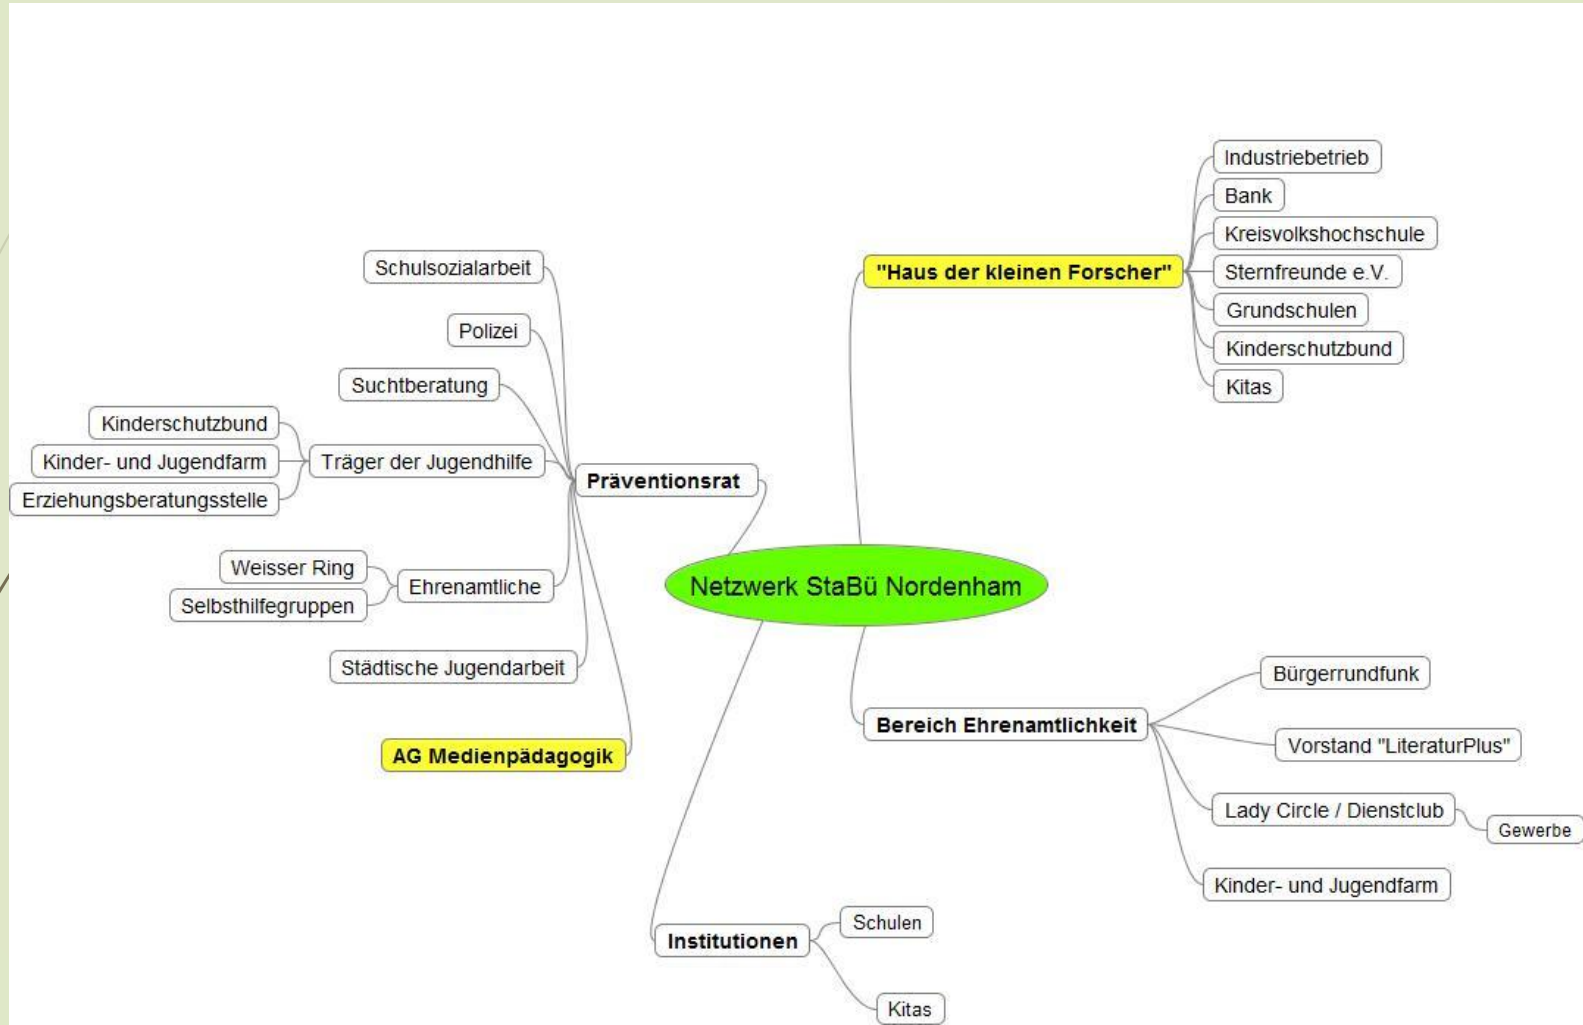 Industriebetrieb
Bank
Kreisvolkshochschule
"Haus der kleinen Forscher"
Sternfreunde e.V.
Grundschulen
Kinderschutzbund
Kitas
Schulsozialarbeit
Polizei
Suchtberatung
Kinderschutzbund
Kinder- und Jugendfarm
Träger der Jugendhilfe
Erziehungsberatungsstelle
Präventionsrat
Weisser Ring
Ehrenamtliche
Selbsthilfegruppen
Städtische Jugendarbeit
AG Medienpädagogik
Netzwerk StaBü Nordenham
Bürgerrundfunk
Bereich Ehrenamtlichkeit
Vorstand "LiteraturPlus"
Lady Circle / Dienstclub
Gewerbe
Kinder- und Jugendfarm
Schulen
Institutionen
Kitas